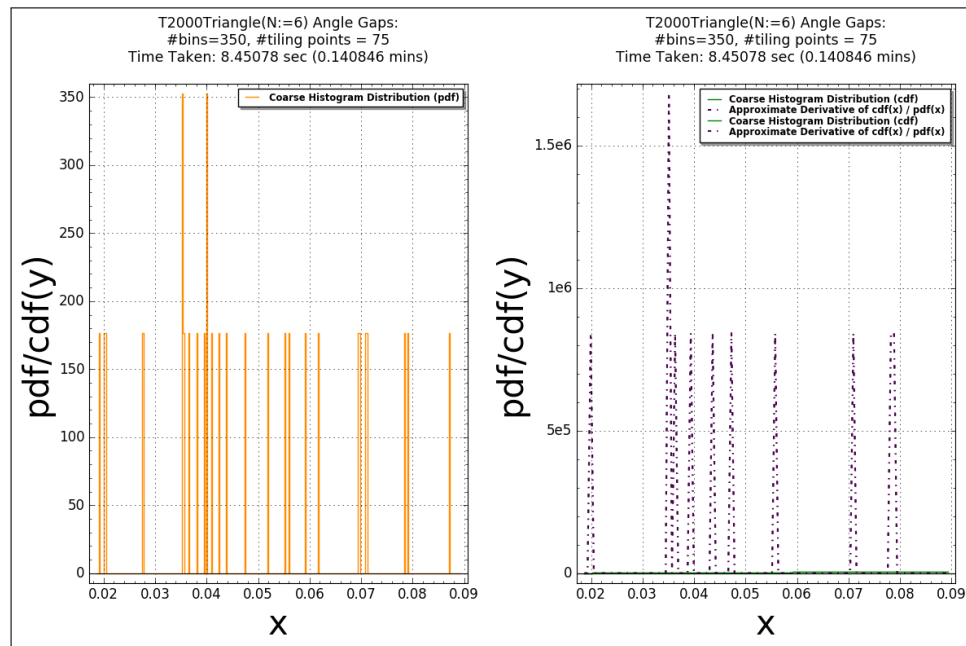 T2000Triangle(N:=6) Angle Gaps:
#bins=350, #tiling points = 75
Time Taken: 8.45078 sec (0.140846 mins)
Coarse Histogram Distribution (pdf)
350
300
250
200
150
100
50
0
pdf/cdf(y)
0.02 0.03 0.04 0.05 0.06 0.07 0.08 0.09
x
T2000Triangle(N:=6) Angle Gaps:
#bins=350, #tiling points = 75
Time Taken: 8.45078 sec (0.140846 mins)
Coarse Histogram Distribution (cdf)
Approximate Derivative of cdf(x) / pdf(x)
Coarse Histogram Distribution (cdf)
Approximate Derivative of cdf(x) / pdf(x)
1.5e6
1e6
5e5
0
pdf/cdf(y)
0.02 0.03 0.04 0.05 0.06 0.07 0.08 0.09
x